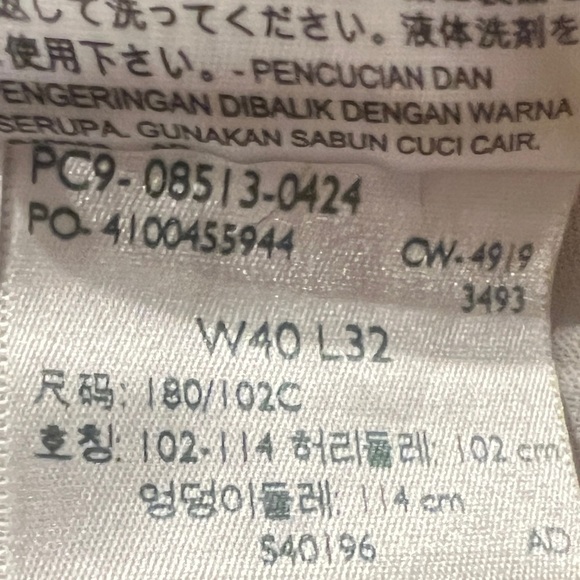 返して洗ってください。液体洗剤を
使用下さい。- PENCUCIAN DAN
PENGERINGAN DIBALIK DENGAN WARNA
SERUPA. GUNAKAN SABUN CUCI CAIR.
PC9- 08513-0424
PO- 4100455944
CW-4919
3493
W40 L32
尺码: 180/102C
호칭: 102-114 허리둘레: 102 cm
엉덩이둘레: 114 cm
S40196
AD